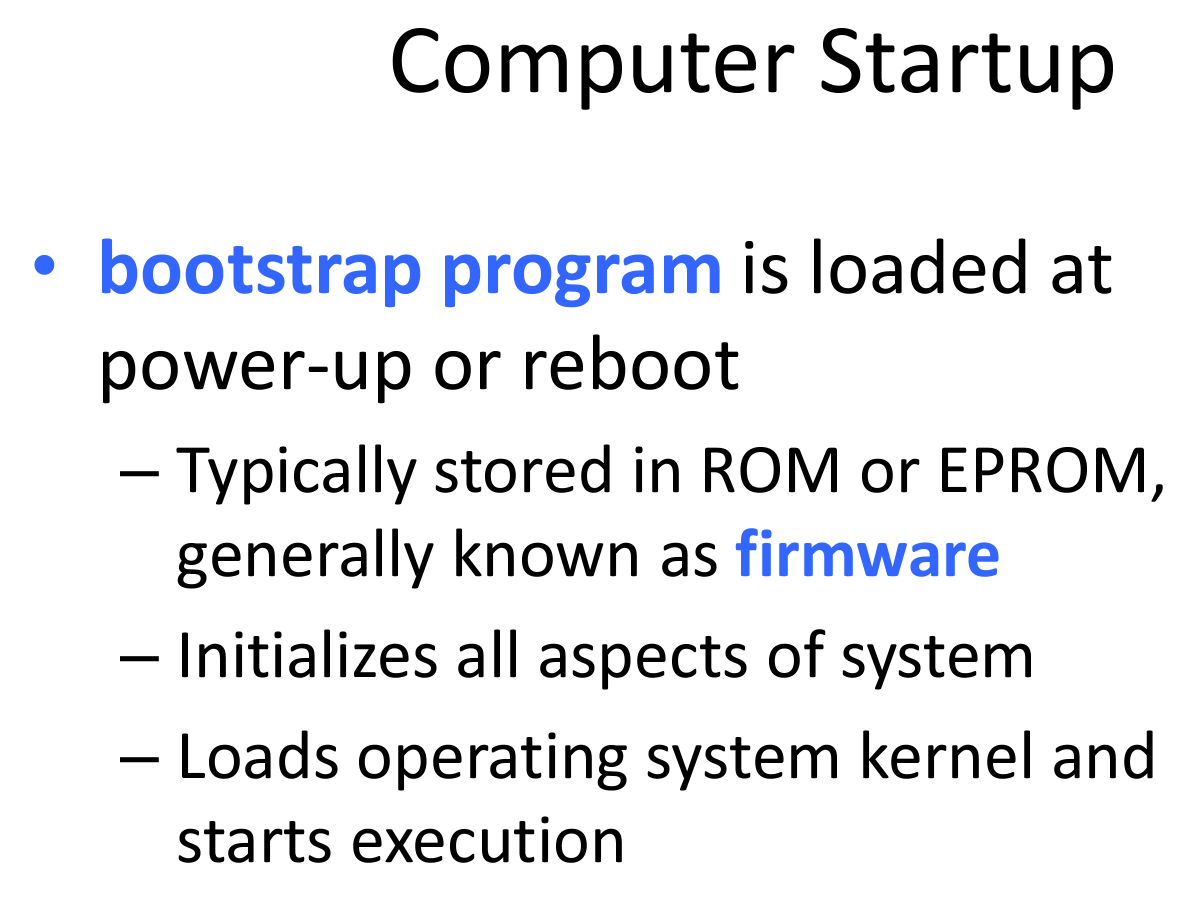 Computer Startup
• bootstrap program is loaded at
power-up or reboot
– Typically stored in ROM or EPROM,
generally known as firmware
– Initializes all aspects of system
– Loads operating system kernel and
starts execution